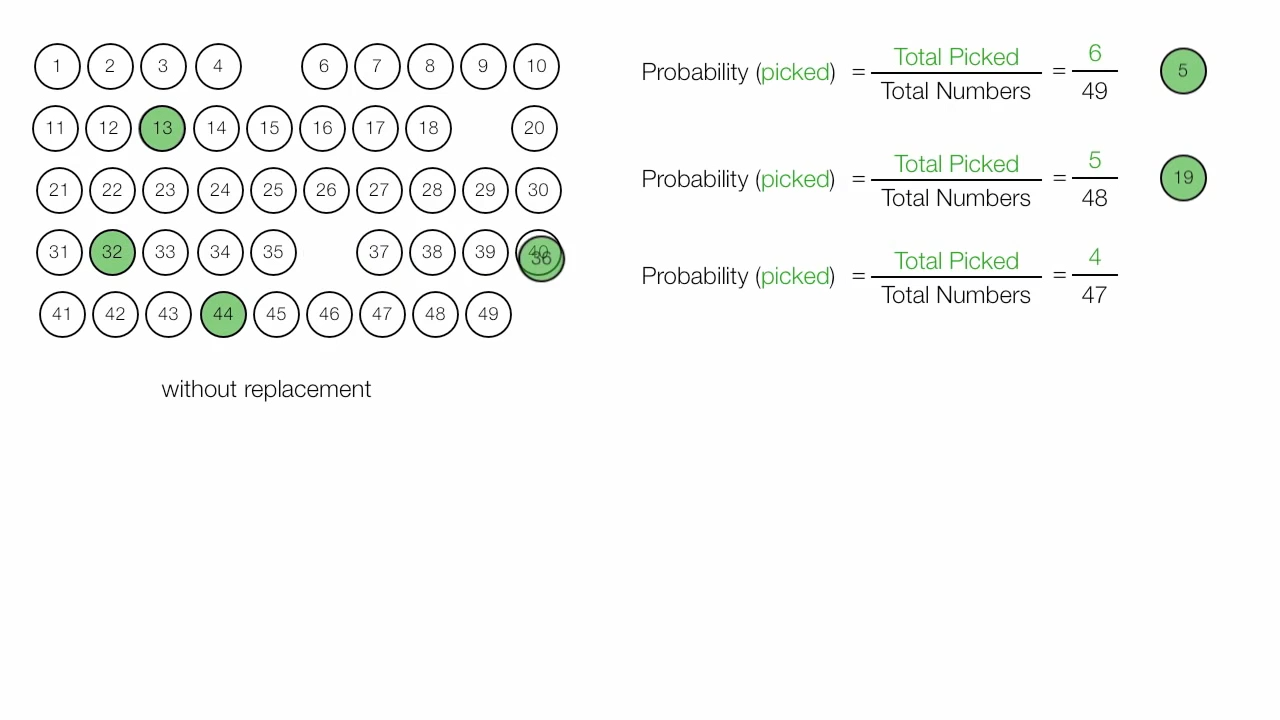 1 2 3 4 6 7 8 9 10
11 12 13 14 15 16 17 18 20
21 22 23 24 25 26 27 28 29 30
31 32 33 34 35 37 38 39 40 36
41 42 43 44 45 46 47 48 49
without replacement
Probability (picked) = Total Picked / Total Numbers = 6 / 49 5
Probability (picked) = Total Picked / Total Numbers = 5 / 48 19
Probability (picked) = Total Picked / Total Numbers = 4 / 47